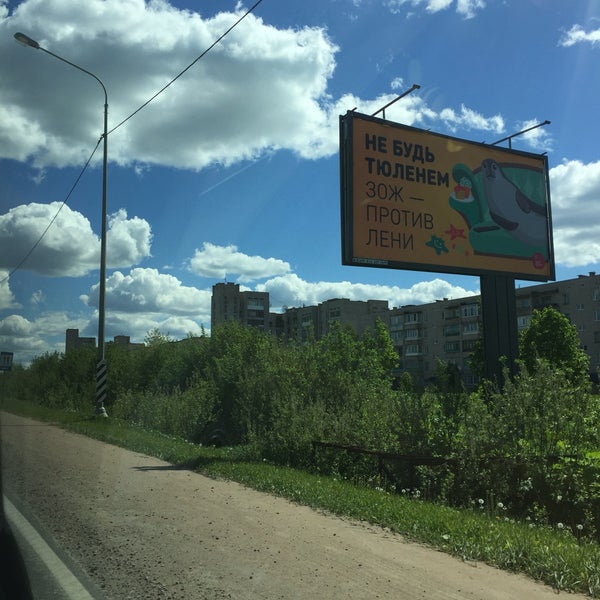 НЕ БУДЬ
ТЮЛЕНЕМ
ЗОЖ —
ПРОТИВ
ЛЕНИ